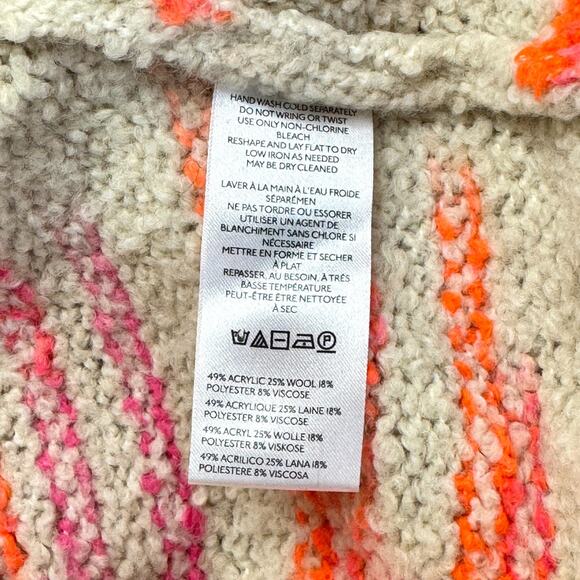 HAND WASH COLD SEPARATELY
DO NOT WRING OR TWIST
USE ONLY NON-CHLORINE
BLEACH
RESHAPE AND LAY FLAT TO DRY
LOW IRON AS NEEDED
MAY BE DRY CLEANED
LAVER À LA MAIN À L'EAU FROIDE
SÉPARÉMEN
NE PAS TORDRE OU ESSORER
UTILISER UN AGENT DE
BLANCHIMENT SANS CHLORE SI
NÉCESSAIRE
METTRE EN FORME ET SECHER
À PLAT
REPASSER, AU BESOIN, À TRÈS
BASSE TEMPÉRATURE
PEUT-ÊTRE ÊTRE NETTOYÉE
À SEC
P
49% ACRYLIC 25% WOOL 18%
POLYESTER 8% VISCOSE
49% ACRYLIQUE 25% LAINE 18%
POLYESTER 8% VISCOSE
49% ACRYL 25% WOLLE 18%
POLYESTER 8% VISKOSE
49% ACRILICO 25% LANA 18%
POLIESTERE 8% VISCOSA